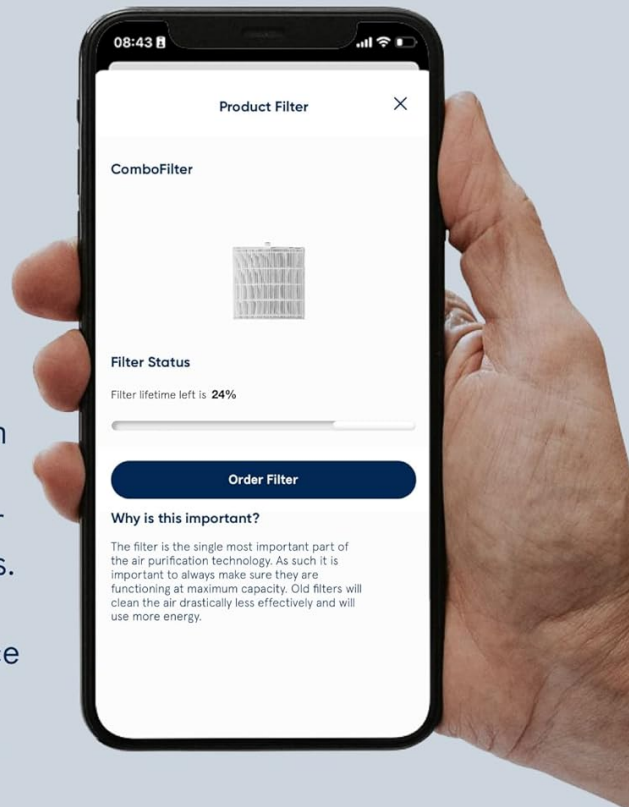 08:43
Product Filter
ComboFilter
Filter Status
Filter lifetime left is 24%
Order Filter
Why is this important?
The filter is the single most important part of
the air purification technology. As such it is
important to always make sure they are
functioning at maximum capacity. Old filters will
clean the air drastically less effectively and will
use more energy.